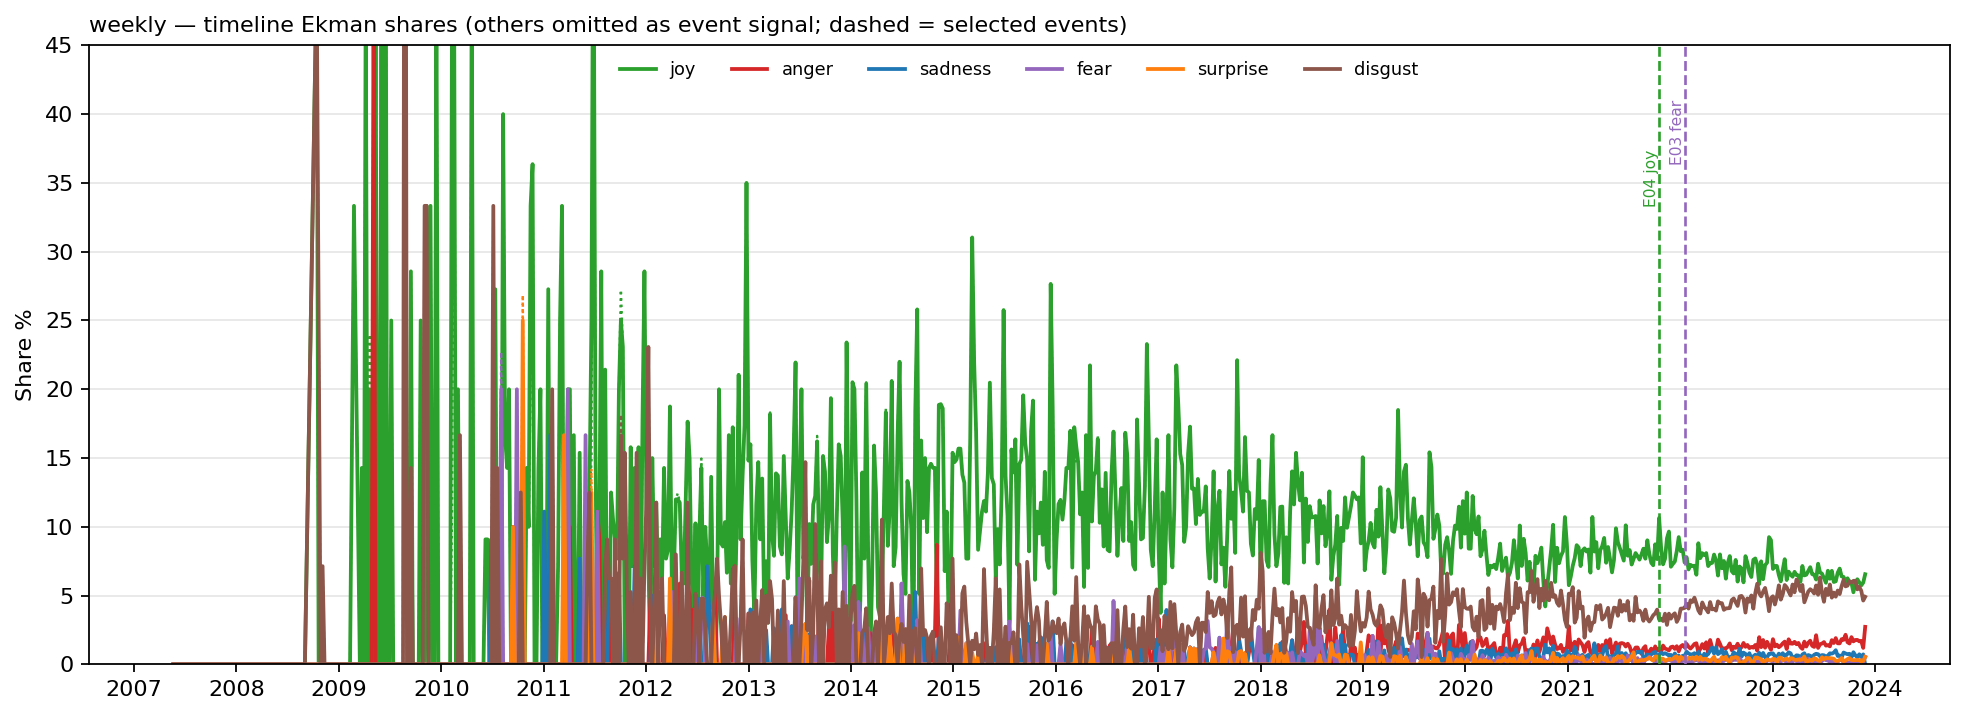 weekly — timeline Ekman shares (others omitted as event signal; dashed = selected events)
joy anger sadness fear surprise disgust
Share %
45
40
35
30
25
20
15
10
5
0
E04 joy
E03 fear
2007 2008 2009 2010 2011 2012 2013 2014 2015 2016 2017 2018 2019 2020 2021 2022 2023 2024